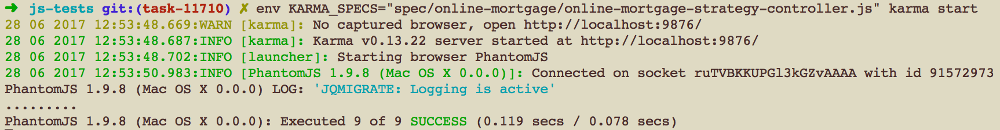 ➜ js-tests git:(task-11710) ✗ env KARMA_SPECS="spec/online-mortgage/online-mortgage-strategy-controller.js" karma start
28 06 2017 12:53:48.669:WARN [karma]: No captured browser, open http://localhost:9876/
28 06 2017 12:53:48.687:INFO [karma]: Karma v0.13.22 server started at http://localhost:9876/
28 06 2017 12:53:48.702:INFO [launcher]: Starting browser PhantomJS
28 06 2017 12:53:50.983:INFO [PhantomJS 1.9.8 (Mac OS X 0.0.0)]: Connected on socket ruTVBKKUPGl3kGZvAAAA with id 91572973
PhantomJS 1.9.8 (Mac OS X 0.0.0) LOG: 'JQMIGRATE: Logging is active'
.........
PhantomJS 1.9.8 (Mac OS X 0.0.0): Executed 9 of 9 SUCCESS (0.119 secs / 0.078 secs)